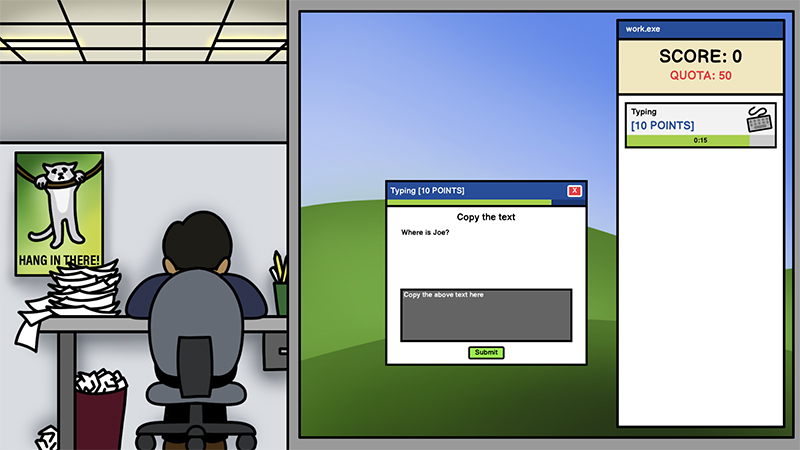 HANG IN THERE!
work.exe
SCORE: 0
QUOTA: 50
Typing
[10 POINTS]
0:15
Typing [10 POINTS]
X
Copy the text
Where is Joe?
Copy the above text here
Submit